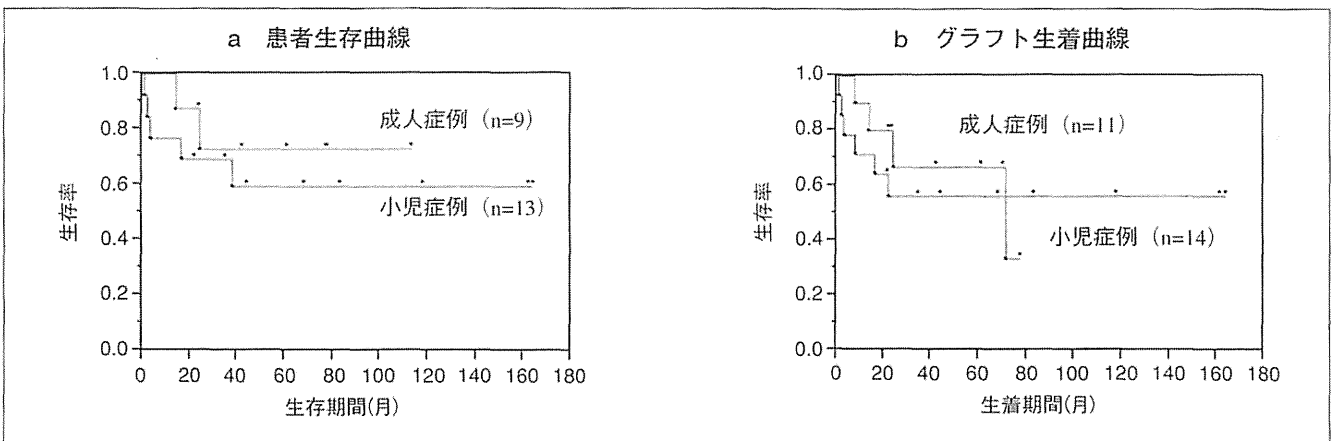 a 患者生存曲線
1.0
0.8
0.6
0.4
0.2
0.0
生存率
成人症例 (n=9)
小児症例 (n=13)
0 20 40 60 80 100 120 140 160 180
生存期間(月)
b グラフト生着曲線
1.0
0.8
0.6
0.4
0.2
0.0
生存率
成人症例 (n=11)
小児症例 (n=14)
0 20 40 60 80 100 120 140 160 180
生着期間(月)